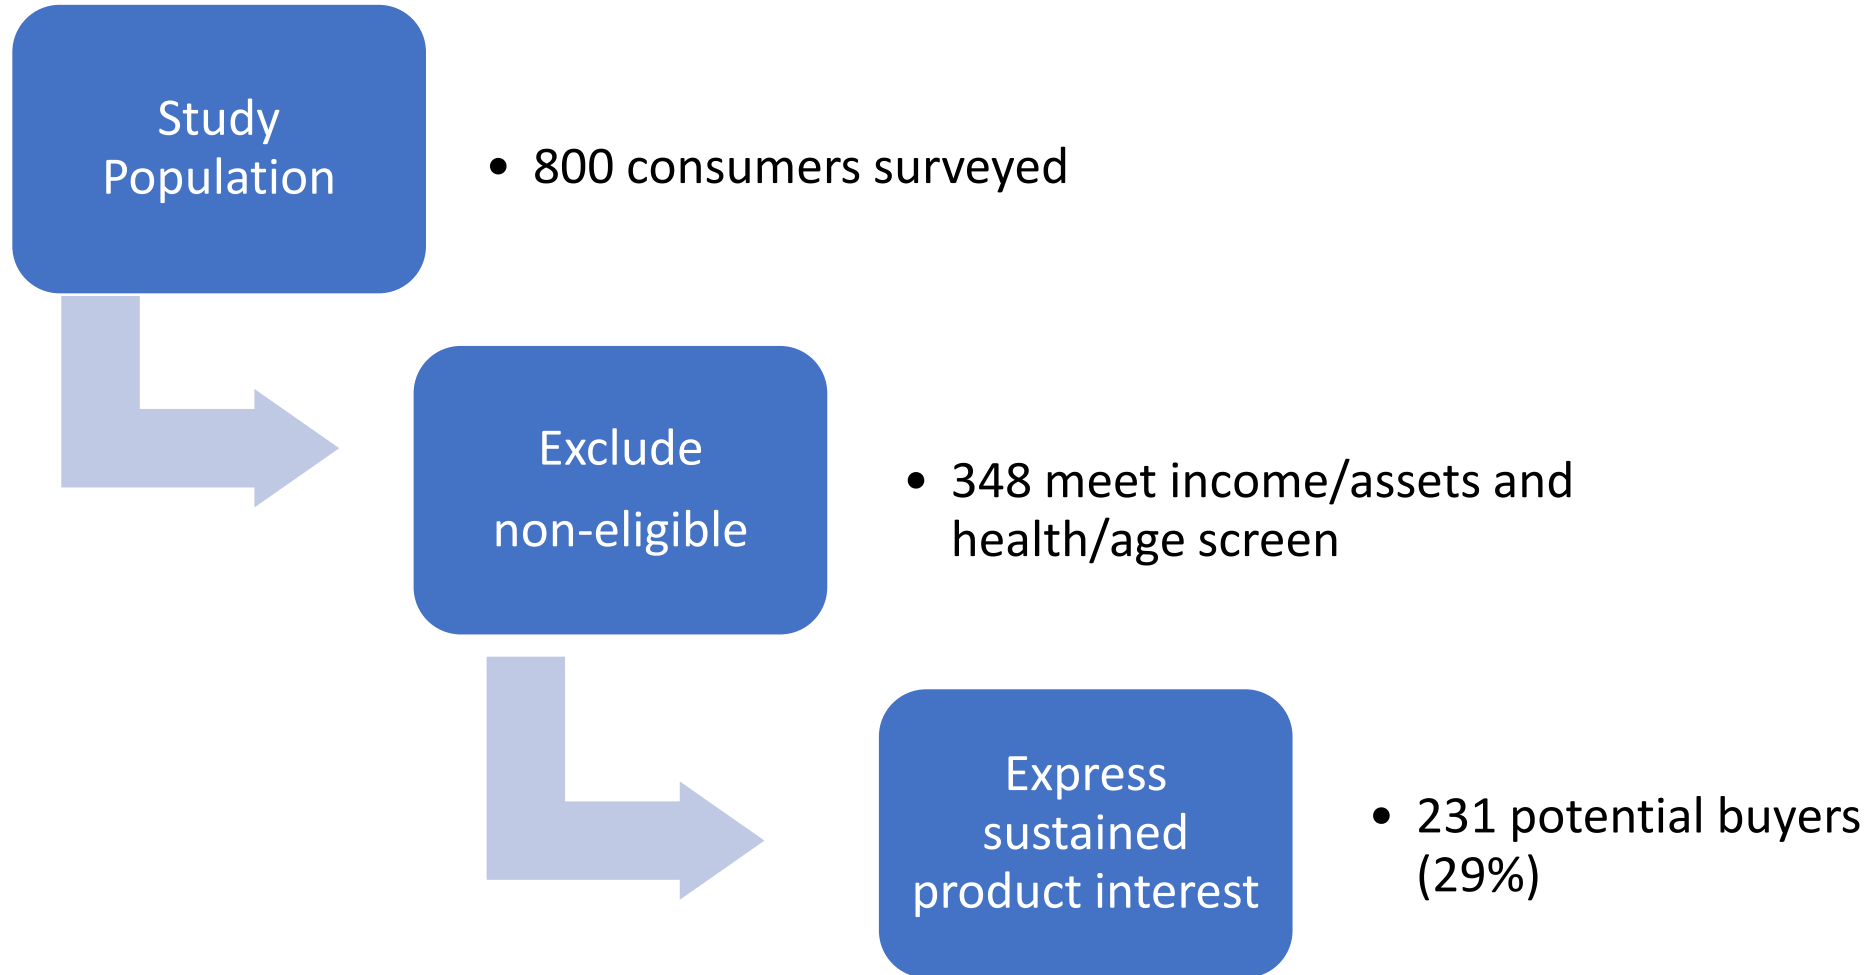 Study
Population
• 800 consumers surveyed
Exclude
non-eligible
• 348 meet income/assets and
health/age screen
Express
sustained
product interest
• 231 potential buyers
(29%)